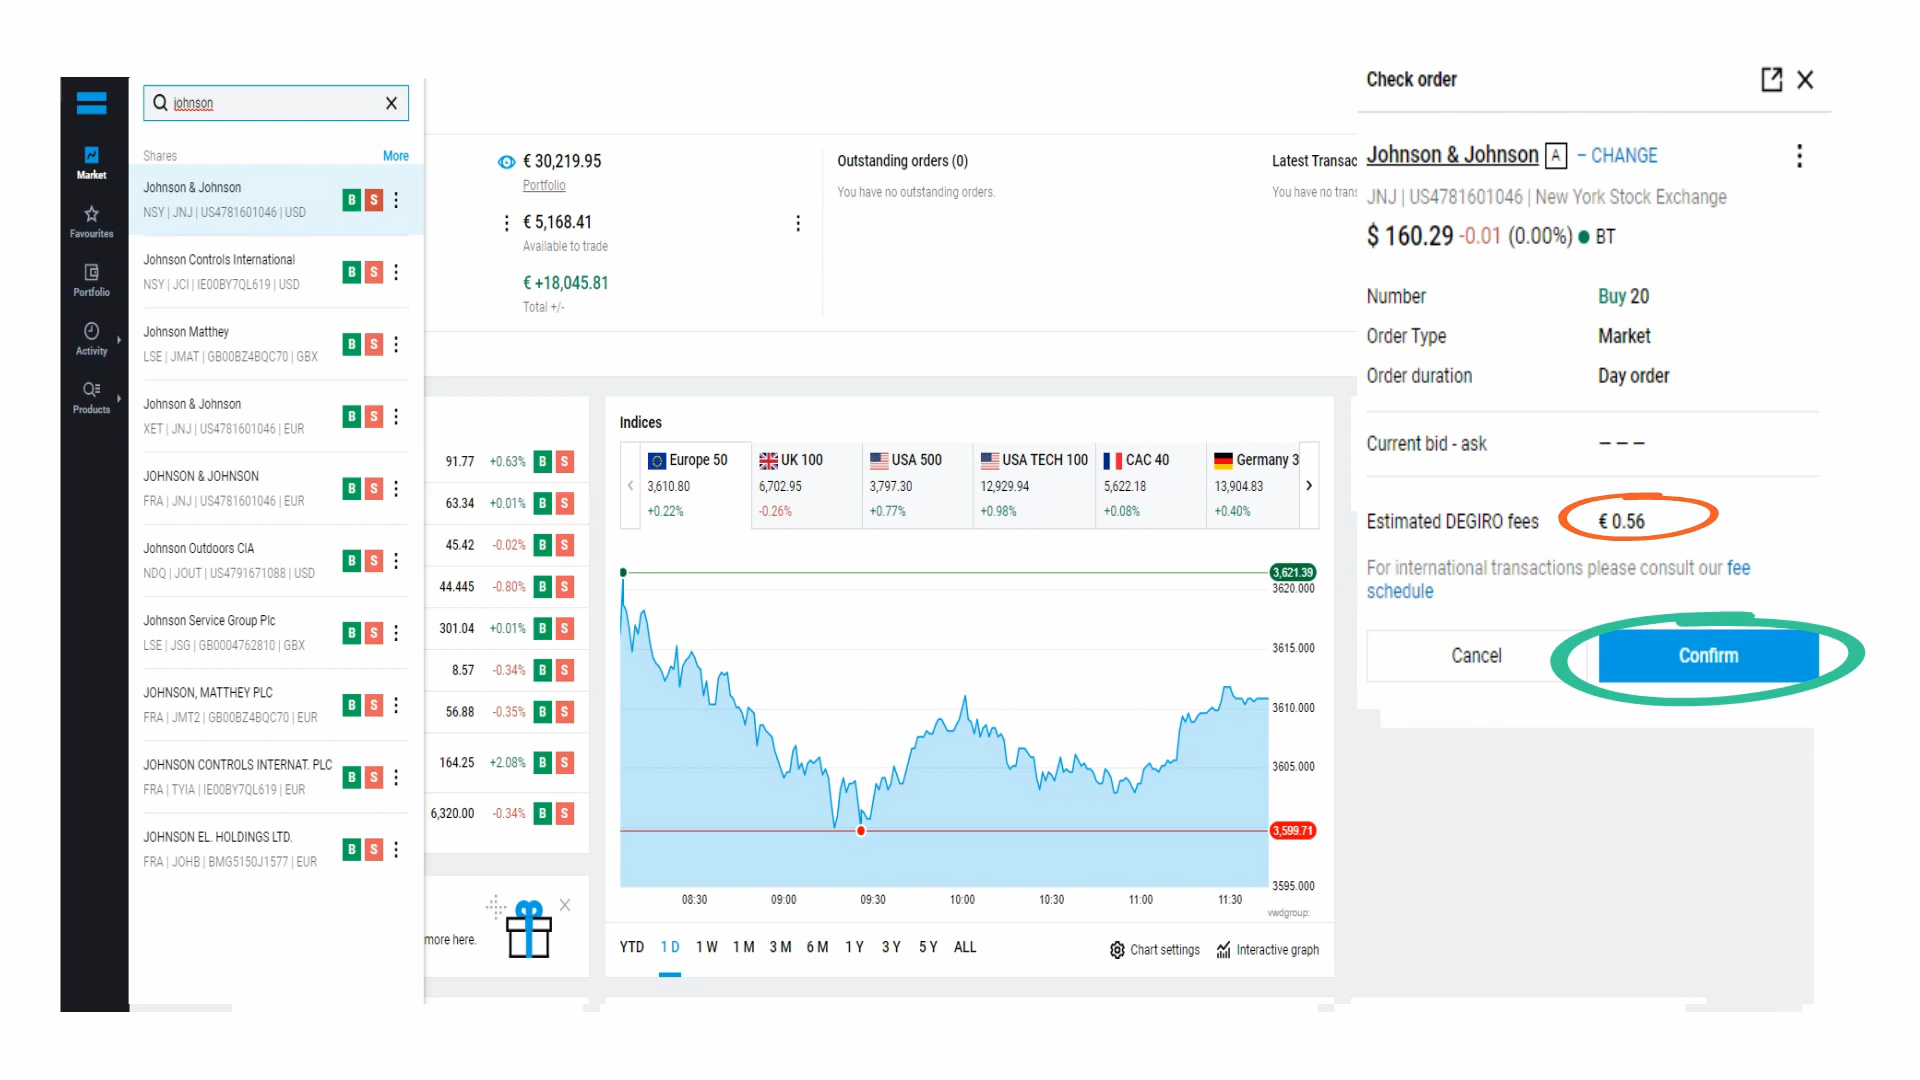 johnson
Shares More
Johnson & Johnson
NSY | JNJ | US4781601046 | USD
B S
Johnson Controls International
NSY | JCI | IE00BY7QL619 | USD
B S
Johnson Matthey
LSE | JMAT | GB00BZ4BQC70 | GBX
B S
Johnson & Johnson
XET | JNJ | US4781601046 | EUR
B S
JOHNSON & JOHNSON
FRA | JNJ | US4781601046 | EUR
B S
Johnson Outdoors CIA
NDQ | JOUT | US4791671088 | USD
B S
Johnson Service Group Plc
LSE | JSG | GB0004762810 | GBX
B S
JOHNSON, MATTHEY PLC
FRA | JMT2 | GB00BZ4BQC70 | EUR
B S
JOHNSON CONTROLS INTERNAT. PLC
FRA | TYIA | IE00BY7QL619 | EUR
B S
JOHNSON EL. HOLDINGS LTD.
FRA | JOHB | BMG5150J1577 | EUR
B S
Market
Favourites
Portfolio
Activity
Products
€ 30,219.95
Portfolio
€ 5,168.41
Available to trade
€ +18,045.81
Total +/-
Outstanding orders (0)
You have no outstanding orders.
Latest Transac
You have no trans
91.77 +0.63% B S
63.34 +0.01% B S
45.42 -0.02% B S
44.445 -0.80% B S
301.04 +0.01% B S
8.57 -0.34% B S
56.88 -0.35% B S
164.25 +2.08% B S
6,320.00 -0.34% B S
more here.
Indices
Europe 50
3,610.80
+0.22%
UK 100
6,702.95
-0.26%
USA 500
3,797.30
+0.77%
USA TECH 100
12,929.94
+0.98%
CAC 40
5,622.18
+0.08%
Germany 3
13,904.83
+0.40%
3,621.39
3620.000
3615.000
3610.000
3605.000
3,599.71
3595.000
08:30 09:00 09:30 10:00 10:30 11:00 11:30
vwdgroup:
YTD 1 D 1 W 1 M 3 M 6 M 1 Y 3 Y 5 Y ALL
Chart settings Interactive graph
Check order
Johnson & Johnson A – CHANGE
JNJ | US4781601046 | New York Stock Exchange
$ 160.29 -0.01 (0.00%) BT
Number Buy 20
Order Type Market
Order duration Day order
Current bid - ask – – –
Estimated DEGIRO fees € 0.56
For international transactions please consult our fee
schedule
Cancel Confirm